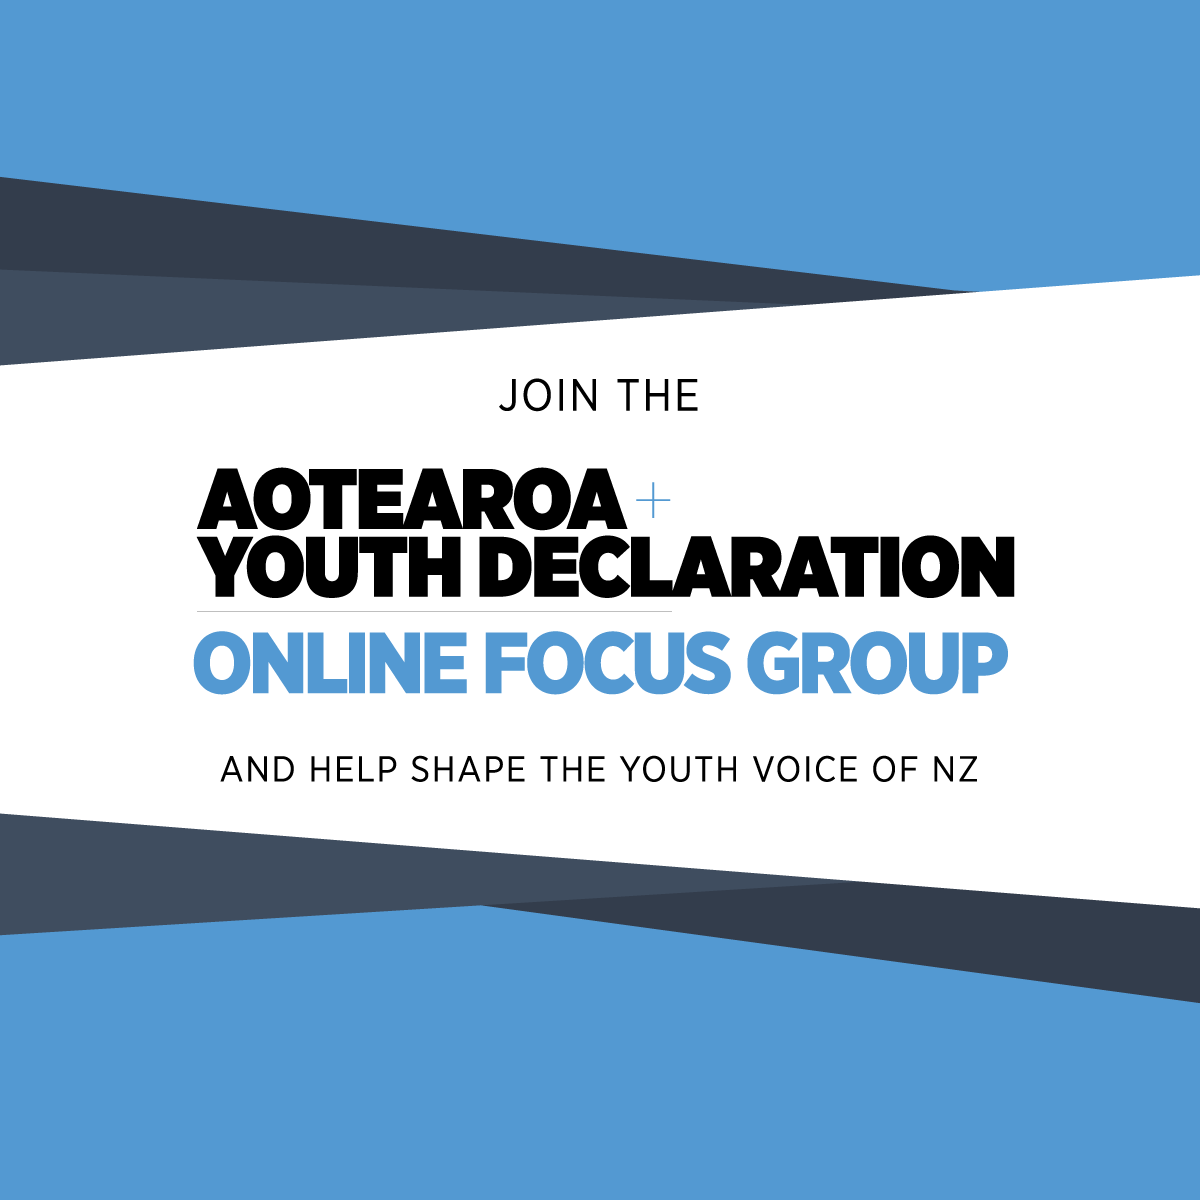 JOIN THE
AOTEAROA +
YOUTH DECLARATION
ONLINE FOCUS GROUP
AND HELP SHAPE THE YOUTH VOICE OF NZ